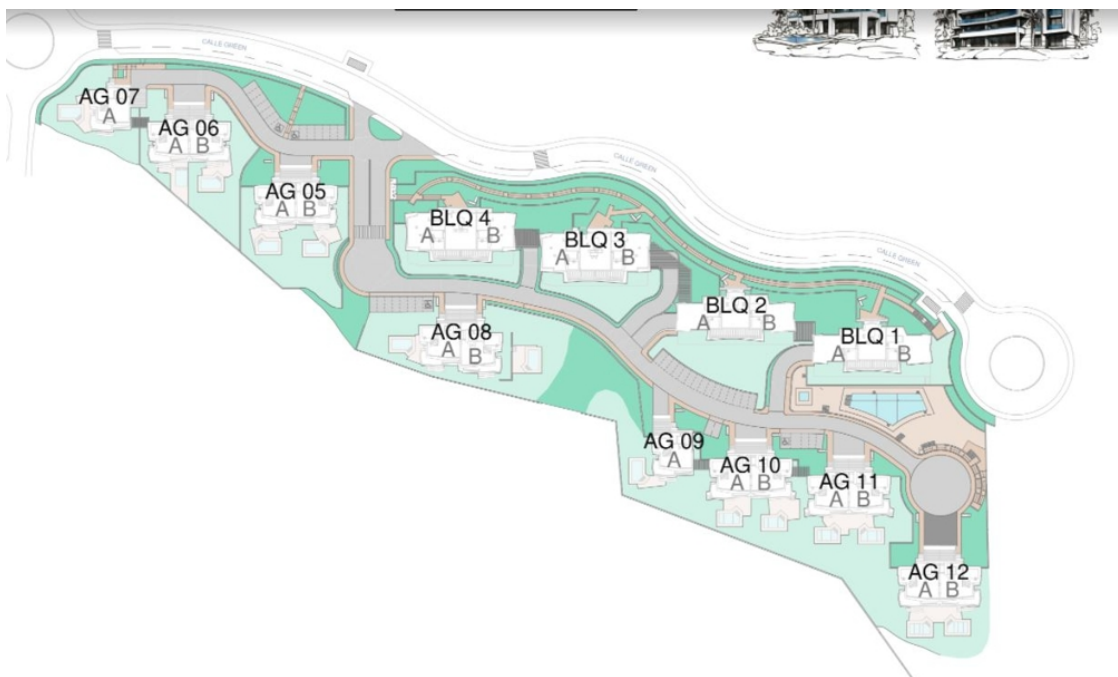 CALLE GREEN
AG 07
A
AG 06
A B
AG 05
A B
CALLE GREEN
BLQ 4
A B
BLQ 3
A B
CALLE GREEN
BLQ 2
A B
BLQ 1
A B
AG 08
A B
AG 09
A
AG 10
A B
AG 11
A B
AG 12
A B